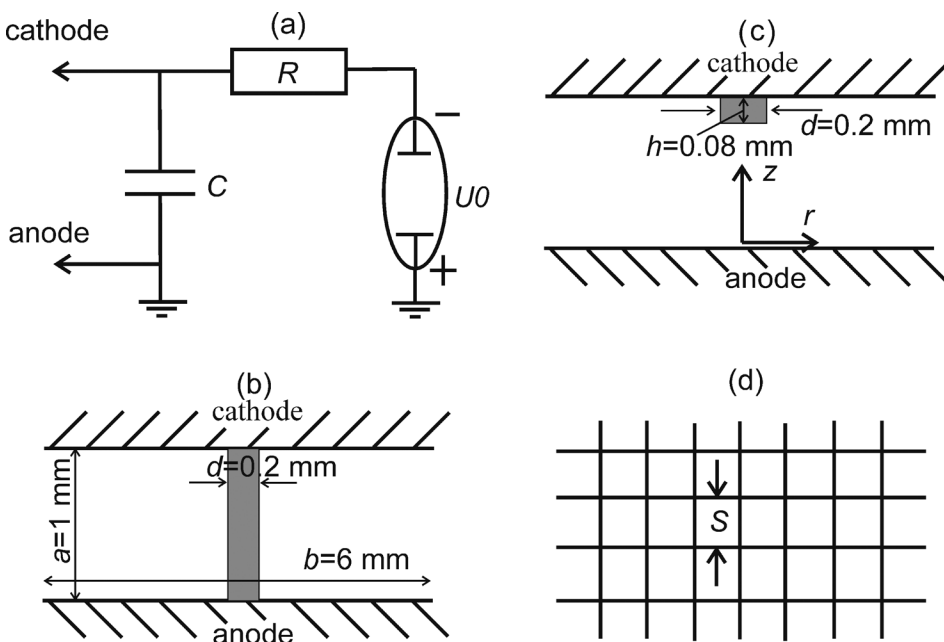 (a)
cathode
R
−
C
U0
anode
+
(c)
cathode
d=0.2 mm
h=0.08 mm
z
r
anode
(b)
cathode
d=0.2 mm
a=1 mm
b=6 mm
anode
(d)
S